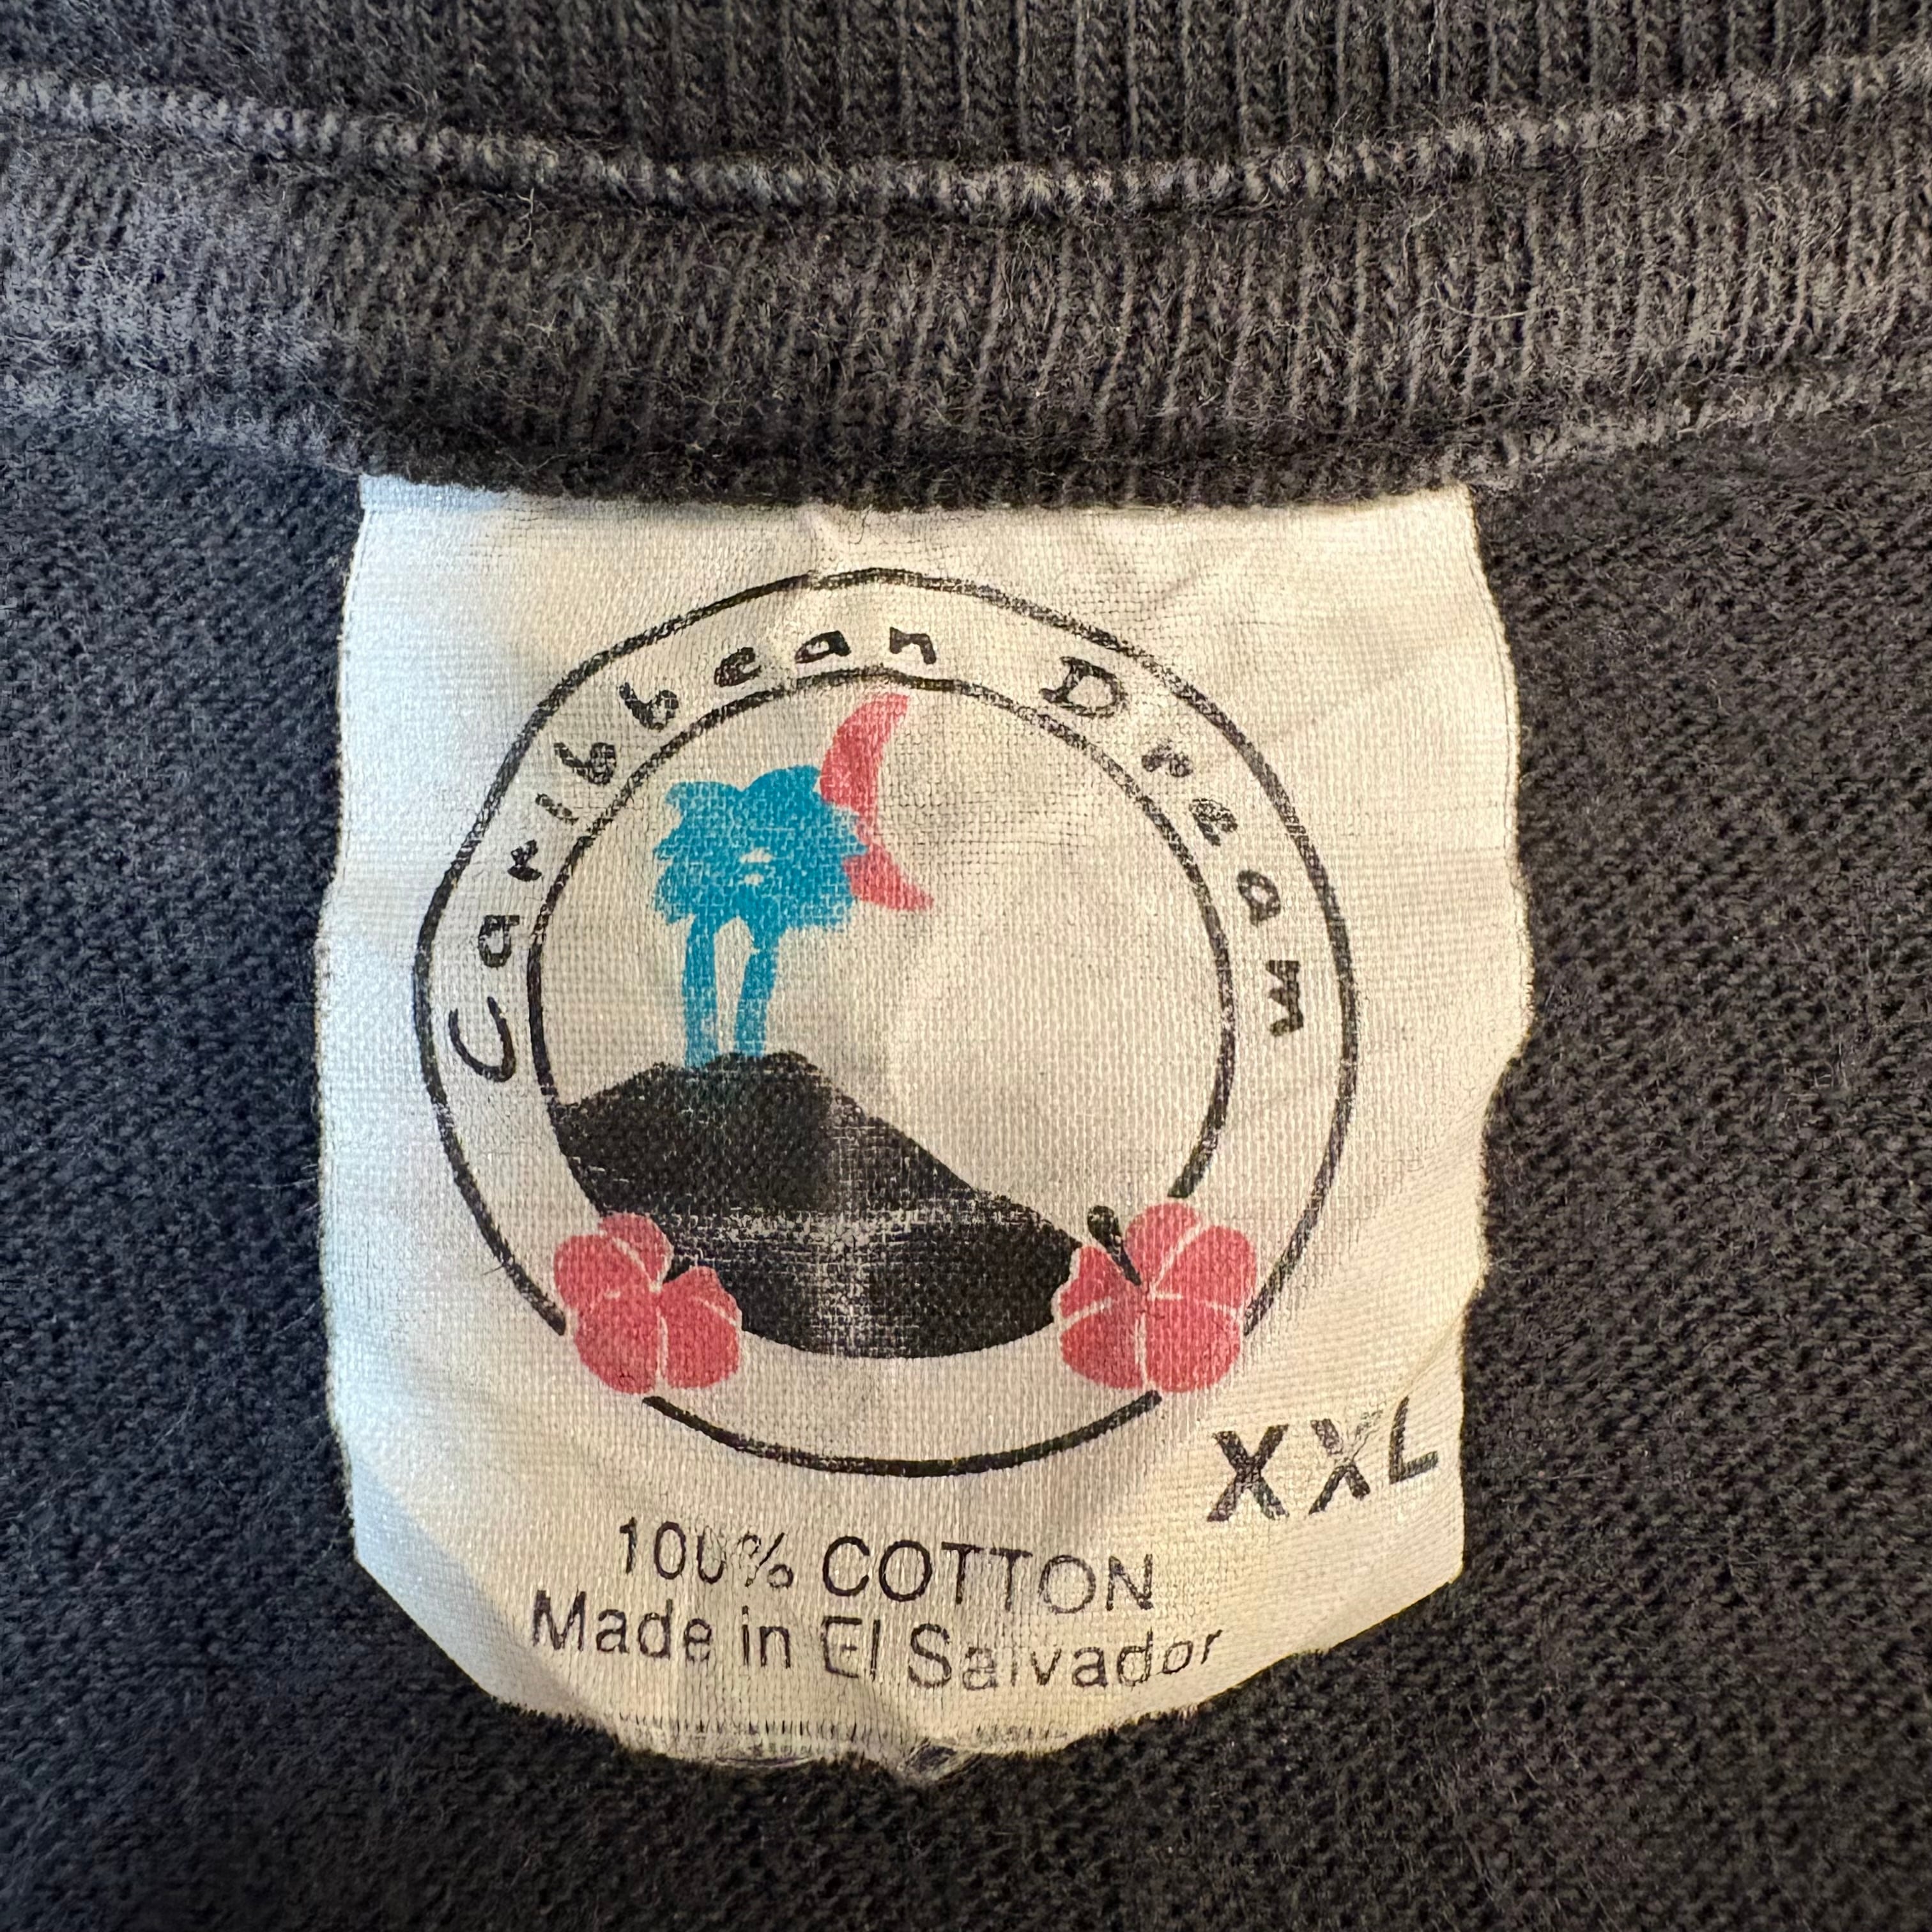 Caribbean Dream
XXL
100% COTTON
Made in El Salvador